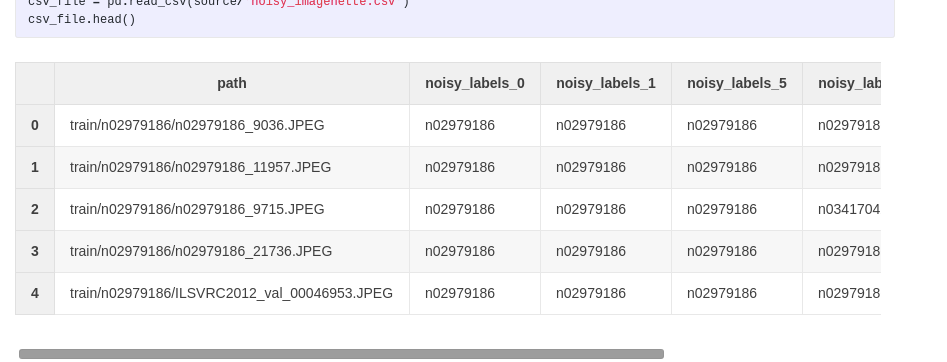 csv_file = pd.read_csv(source/'noisy_imagenette.csv')
csv_file.head()
path noisy_labels_0 noisy_labels_1 noisy_labels_5 noisy_lab
0 train/n02979186/n02979186_9036.JPEG n02979186 n02979186 n02979186 n0297918
1 train/n02979186/n02979186_11957.JPEG n02979186 n02979186 n02979186 n0297918
2 train/n02979186/n02979186_9715.JPEG n02979186 n02979186 n02979186 n0341704
3 train/n02979186/n02979186_21736.JPEG n02979186 n02979186 n02979186 n0297918
4 train/n02979186/ILSVRC2012_val_00046953.JPEG n02979186 n02979186 n02979186 n0297918